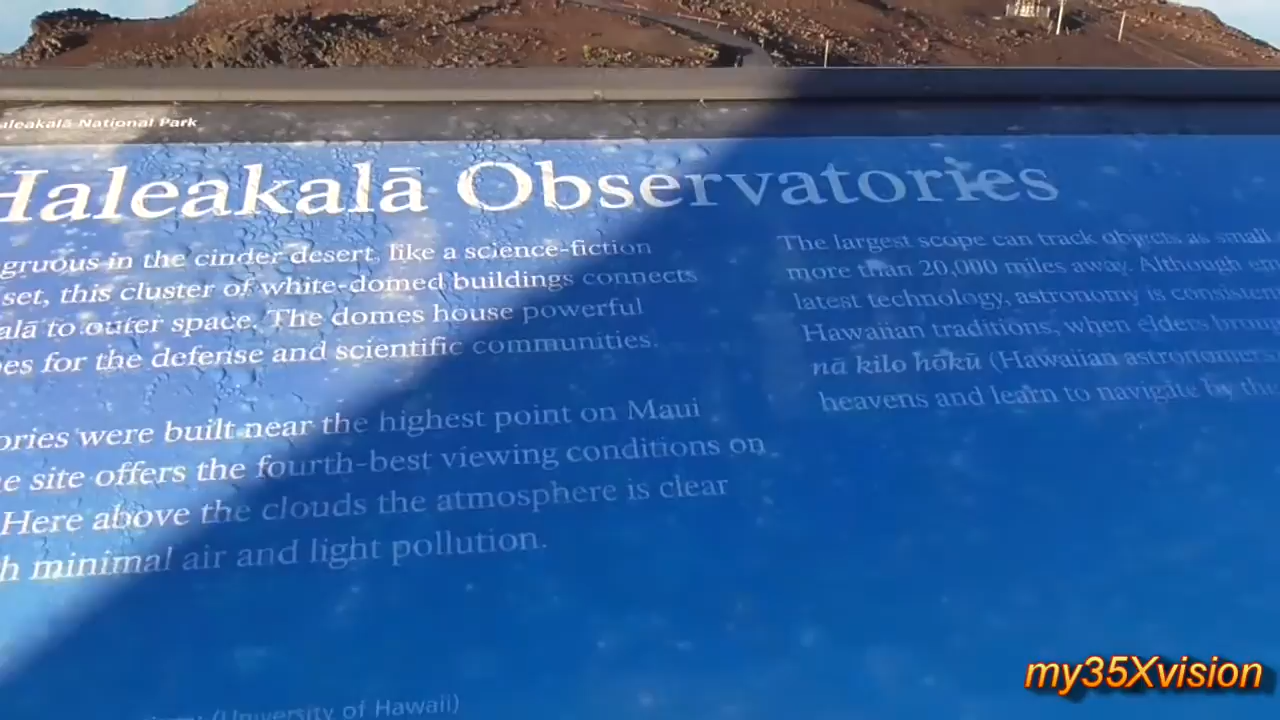 Haleakalā National Park
Haleakalā Observatories
gruous in the cinder desert, like a science-fiction
set, this cluster of white-domed buildings connects
alā to outer space. The domes house powerful
es for the defense and scientific communities.
ories were built near the highest point on Maui
e site offers the fourth-best viewing conditions on
Here above the clouds the atmosphere is clear
h minimal air and light pollution.
The largest scope can track objects as small
more than 20,000 miles away. Although em
latest technology, astronomy is consisten
Hawaiian traditions, when elders broug
nā kilo hōkū (Hawaiian astronomers
heavens and learn to navigate by the
(University of Hawaii)
my35Xvision